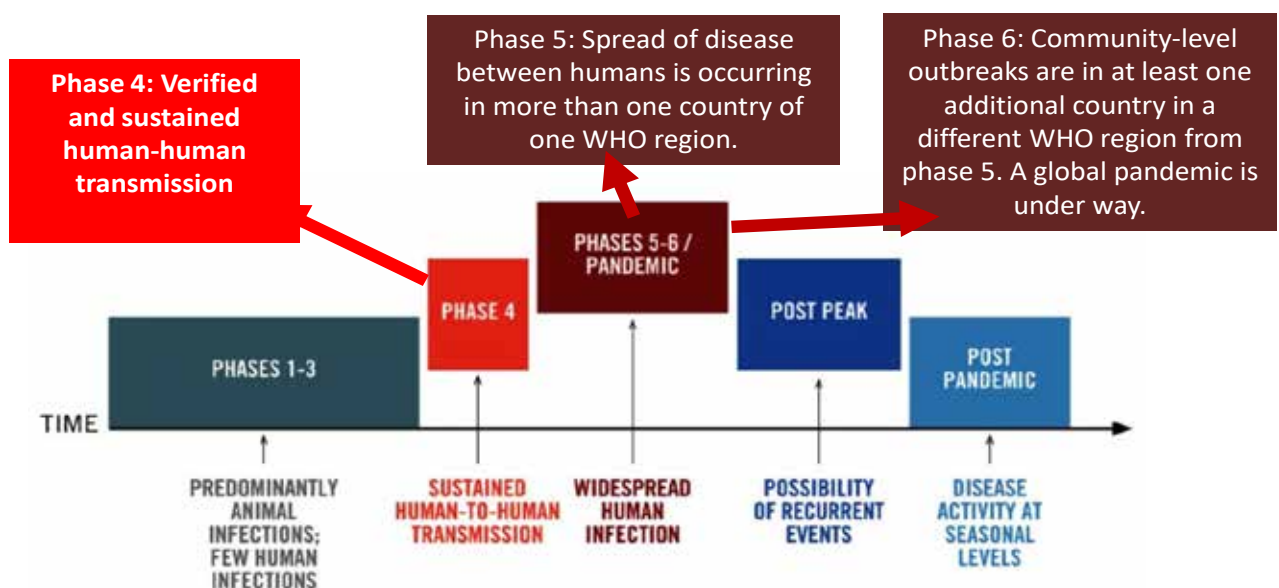 Phase 4: Verified
and sustained
human-human
transmission
Phase 5: Spread of disease
between humans is occurring
in more than one country of
one WHO region.
Phase 6: Community-level
outbreaks are in at least one
additional country in a
different WHO region from
phase 5. A global pandemic is
under way.
PHASES 1-3
PHASE 4
PHASES 5-6 /
PANDEMIC
POST PEAK
POST
PANDEMIC
TIME
PREDOMINANTLY
ANIMAL
INFECTIONS;
FEW HUMAN
INFECTIONS
SUSTAINED
HUMAN-TO-HUMAN
TRANSMISSION
WIDESPREAD
HUMAN
INFECTION
POSSIBILITY
OF RECURRENT
EVENTS
DISEASE
ACTIVITY AT
SEASONAL
LEVELS